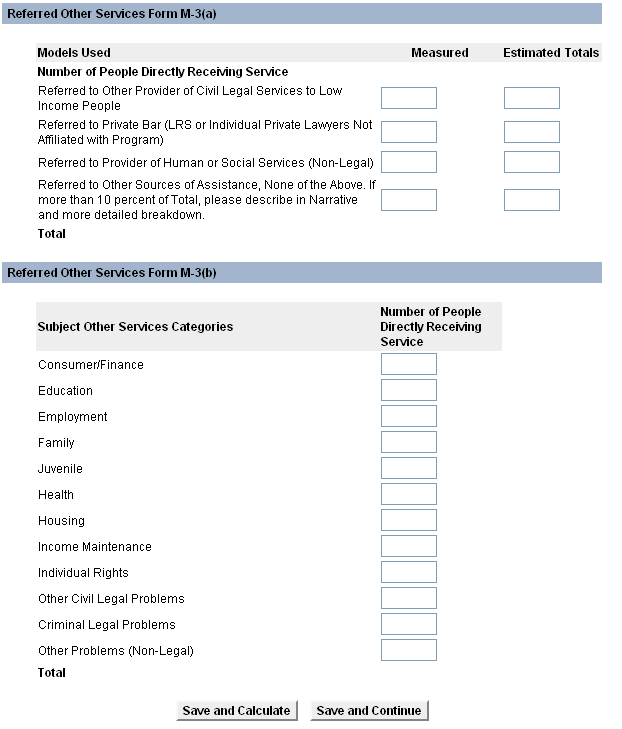 Referred Other Services Form M-3(a)
Models Used Measured Estimated Totals
Number of People Directly Receiving Service
Referred to Other Provider of Civil Legal Services to Low
Income People
Referred to Private Bar (LRS or Individual Private Lawyers Not
Affiliated with Program)
Referred to Provider of Human or Social Services (Non-Legal)
Referred to Other Sources of Assistance, None of the Above. If
more than 10 percent of Total, please describe in Narrative
and more detailed breakdown.
Total
Referred Other Services Form M-3(b)
Subject Other Services Categories
Number of People
Directly Receiving
Service
Consumer/Finance
Education
Employment
Family
Juvenile
Health
Housing
Income Maintenance
Individual Rights
Other Civil Legal Problems
Criminal Legal Problems
Other Problems (Non-Legal)
Total
Save and Calculate Save and Continue